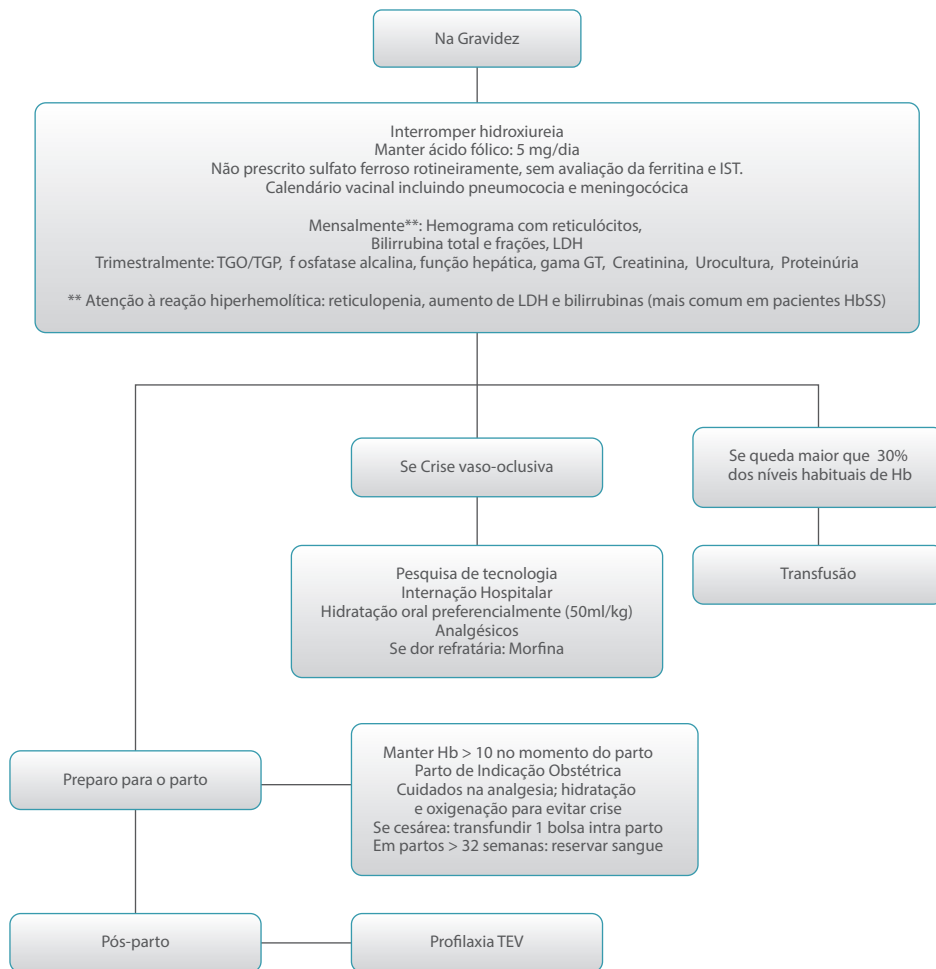 Na Gravidez
Interromper hidroxiureia
Manter ácido fólico: 5 mg/dia
Não prescrito sulfato ferroso rotineiramente, sem avaliação da ferritina e IST.
Calendário vacinal incluindo pneumococia e meningocócica
Mensalmente**: Hemograma com reticulócitos,
Bilirrubina total e frações, LDH
Trimestralmente: TGO/TGP, f osfatase alcalina, função hepática, gama GT, Creatinina, Urocultura, Proteinúria
** Atenção à reação hiperhemolítica: reticulopenia, aumento de LDH e bilirrubinas (mais comum em pacientes HbSS)
Se Crise vaso-oclusiva
Se queda maior que 30%
dos níveis habituais de Hb
Pesquisa de tecnologia
Internação Hospitalar
Hidratação oral preferencialmente (50ml/kg)
Analgésicos
Se dor refratária: Morfina
Transfusão
Preparo para o parto
Manter Hb > 10 no momento do parto
Parto de Indicação Obstétrica
Cuidados na analgesia; hidratação
e oxigenação para evitar crise
Se cesárea: transfundir 1 bolsa intra parto
Em partos > 32 semanas: reservar sangue
Pós-parto
Profilaxia TEV